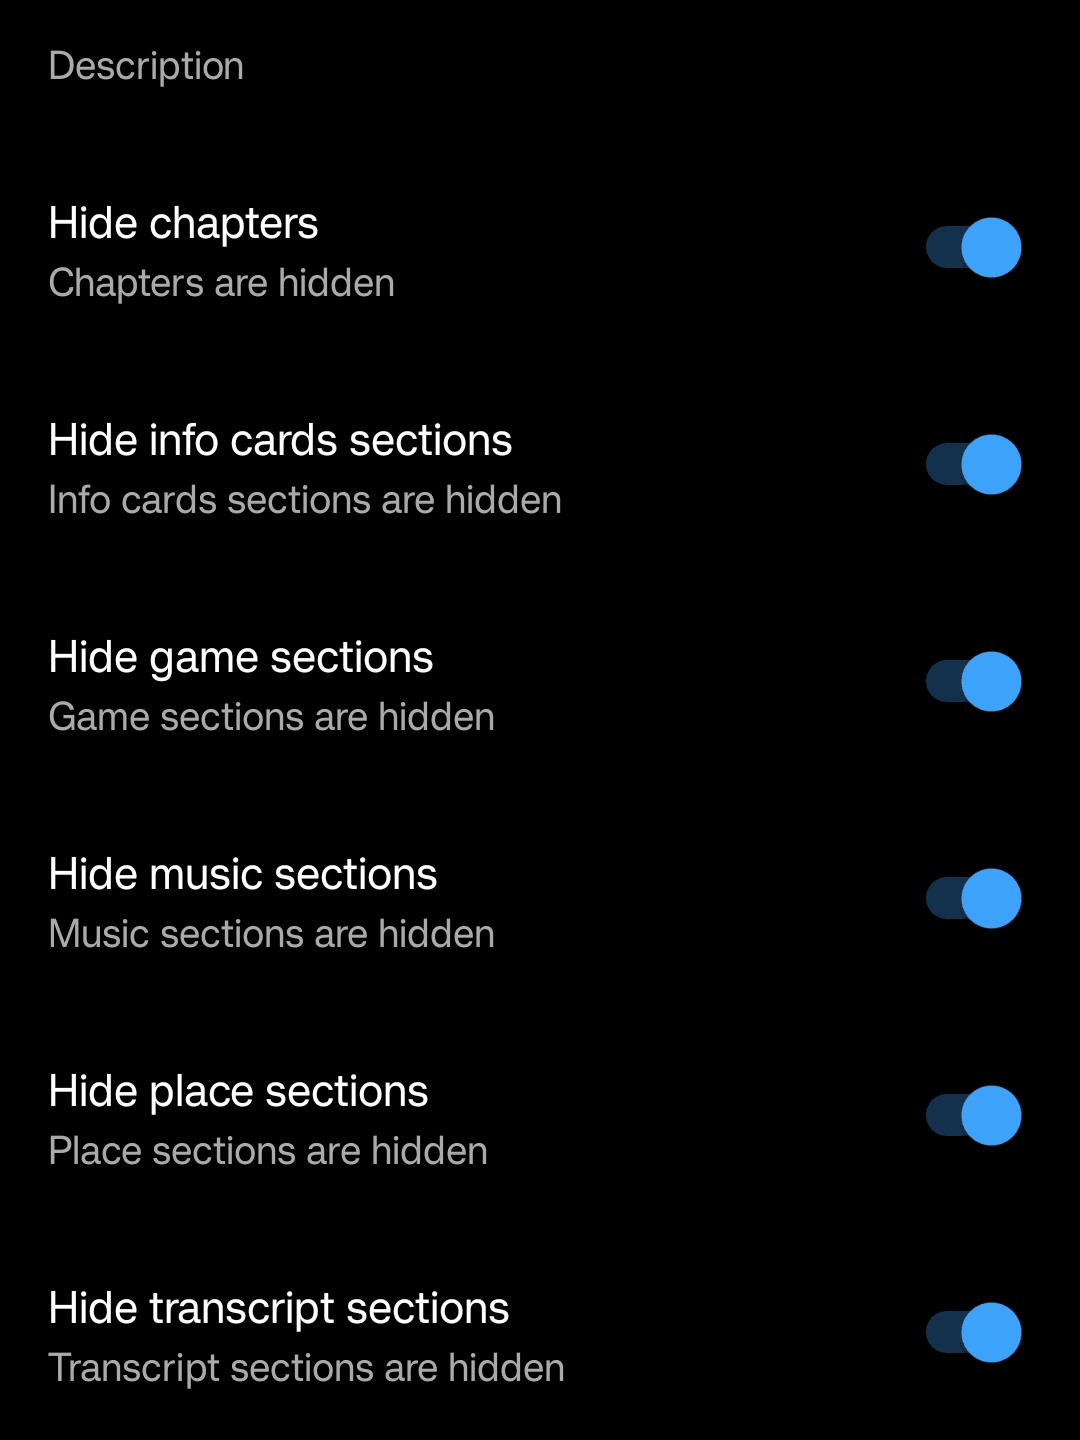 Description
Hide chapters
Chapters are hidden
Hide info cards sections
Info cards sections are hidden
Hide game sections
Game sections are hidden
Hide music sections
Music sections are hidden
Hide place sections
Place sections are hidden
Hide transcript sections
Transcript sections are hidden